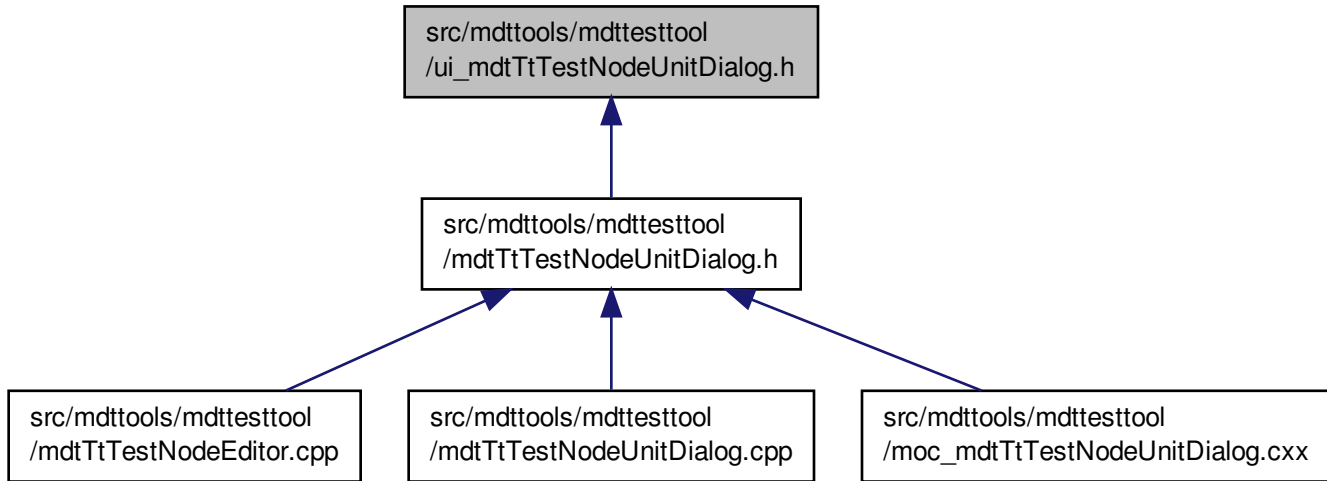 src/mdttools/mdttesttool
/ui_mdtTtTestNodeUnitDialog.h
src/mdttools/mdttesttool
/mdtTtTestNodeUnitDialog.h
src/mdttools/mdttesttool
/mdtTtTestNodeEditor.cpp
src/mdttools/mdttesttool
/mdtTtTestNodeUnitDialog.cpp
src/mdttools/mdttesttool
/moc_mdtTtTestNodeUnitDialog.cxx